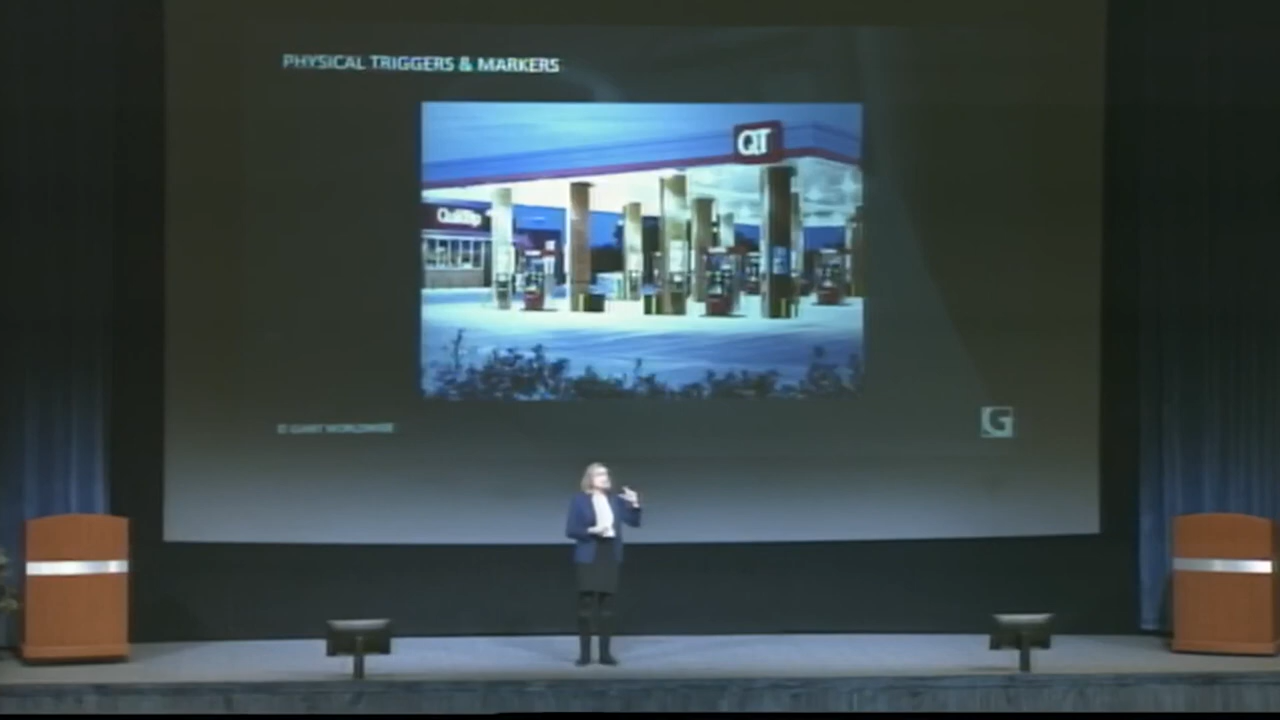 PHYSICAL TRIGGERS & MARKERS
QT
QuikTrip
© GIANT WORLDWIDE
G